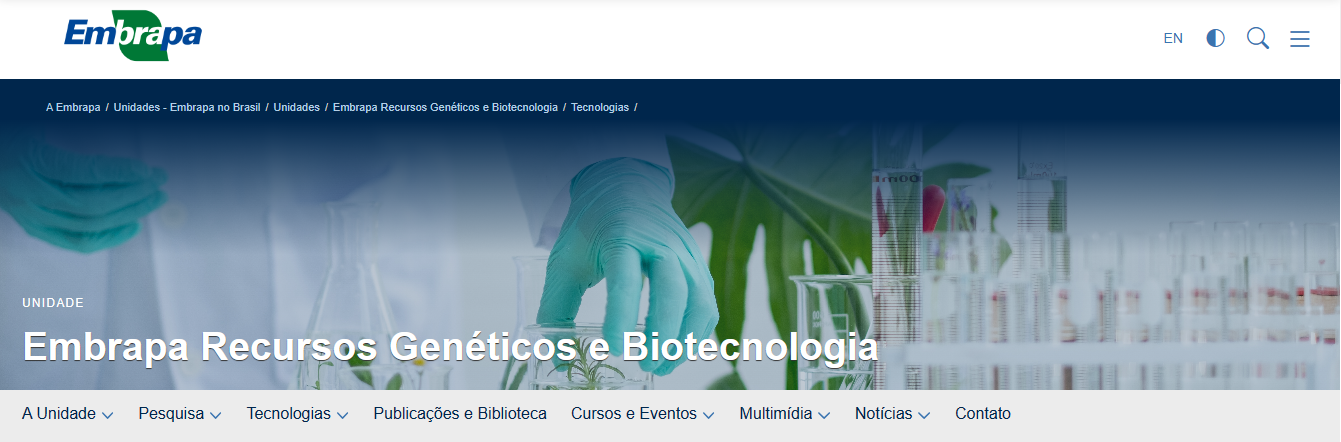 Embrapa
EN
A Embrapa / Unidades - Embrapa no Brasil / Unidades / Embrapa Recursos Genéticos e Biotecnologia / Tecnologias /
UNIDADE
Embrapa Recursos Genéticos e Biotecnologia
A Unidade Pesquisa Tecnologias Publicações e Biblioteca Cursos e Eventos Multimídia Notícias Contato